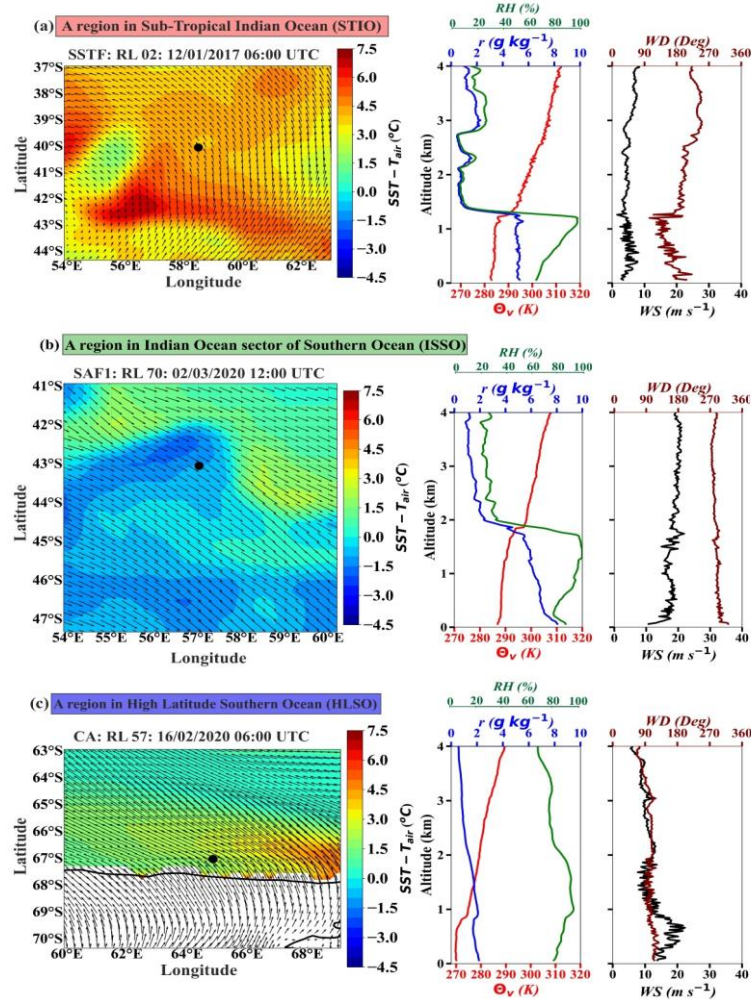 (a) A region in Sub-Tropical Indian Ocean (STIO)
SSTF: RL 02: 12/01/2017 06:00 UTC
37°S
38°S
39°S
40°S
41°S
42°S
43°S
44°S
Latitude
54°E 56°E 58°E 60°E 62°E
Longitude
7.5
6.0
4.5
3.0
1.5
0.0
−1.5
−3.0
−4.5
SST − Tair (°C)
RH (%)
0 20 40 60 80 100
r (g kg−1)
0 2 4 6 8 10
4
3
2
1
0
Altitude (km)
270 280 290 300 310 320
Θv (K)
WD (Deg)
0 90 180 270 360
0 10 20 30 40
WS (m s−1)
(b) A region in Indian Ocean sector of Southern Ocean (ISSO)
SAF1: RL 70: 02/03/2020 12:00 UTC
41°S
42°S
43°S
44°S
45°S
46°S
47°S
Latitude
54°E 55°E 56°E 57°E 58°E 59°E 60°E
Longitude
7.5
6.0
4.5
3.0
1.5
0.0
−1.5
−3.0
−4.5
SST − Tair (°C)
RH (%)
0 20 40 60 80 100
r (g kg−1)
0 2 4 6 8 10
4
3
2
1
0
Altitude (km)
270 280 290 300 310 320
Θv (K)
WD (Deg)
0 90 180 270 360
0 10 20 30 40
WS (m s−1)
(c) A region in High Latitude Southern Ocean (HLSO)
CA: RL 57: 16/02/2020 06:00 UTC
63°S
64°S
65°S
66°S
67°S
68°S
69°S
70°S
Latitude
60°E 62°E 64°E 66°E 68°E
Longitude
7.5
6.0
4.5
3.0
1.5
0.0
−1.5
−3.0
−4.5
SST − Tair (°C)
RH (%)
0 20 40 60 80 100
r (g kg−1)
0 2 4 6 8 10
4
3
2
1
0
Altitude (km)
270 280 290 300 310 320
Θv (K)
WD (Deg)
0 90 180 270 360
0 10 20 30 40
WS (m s−1)